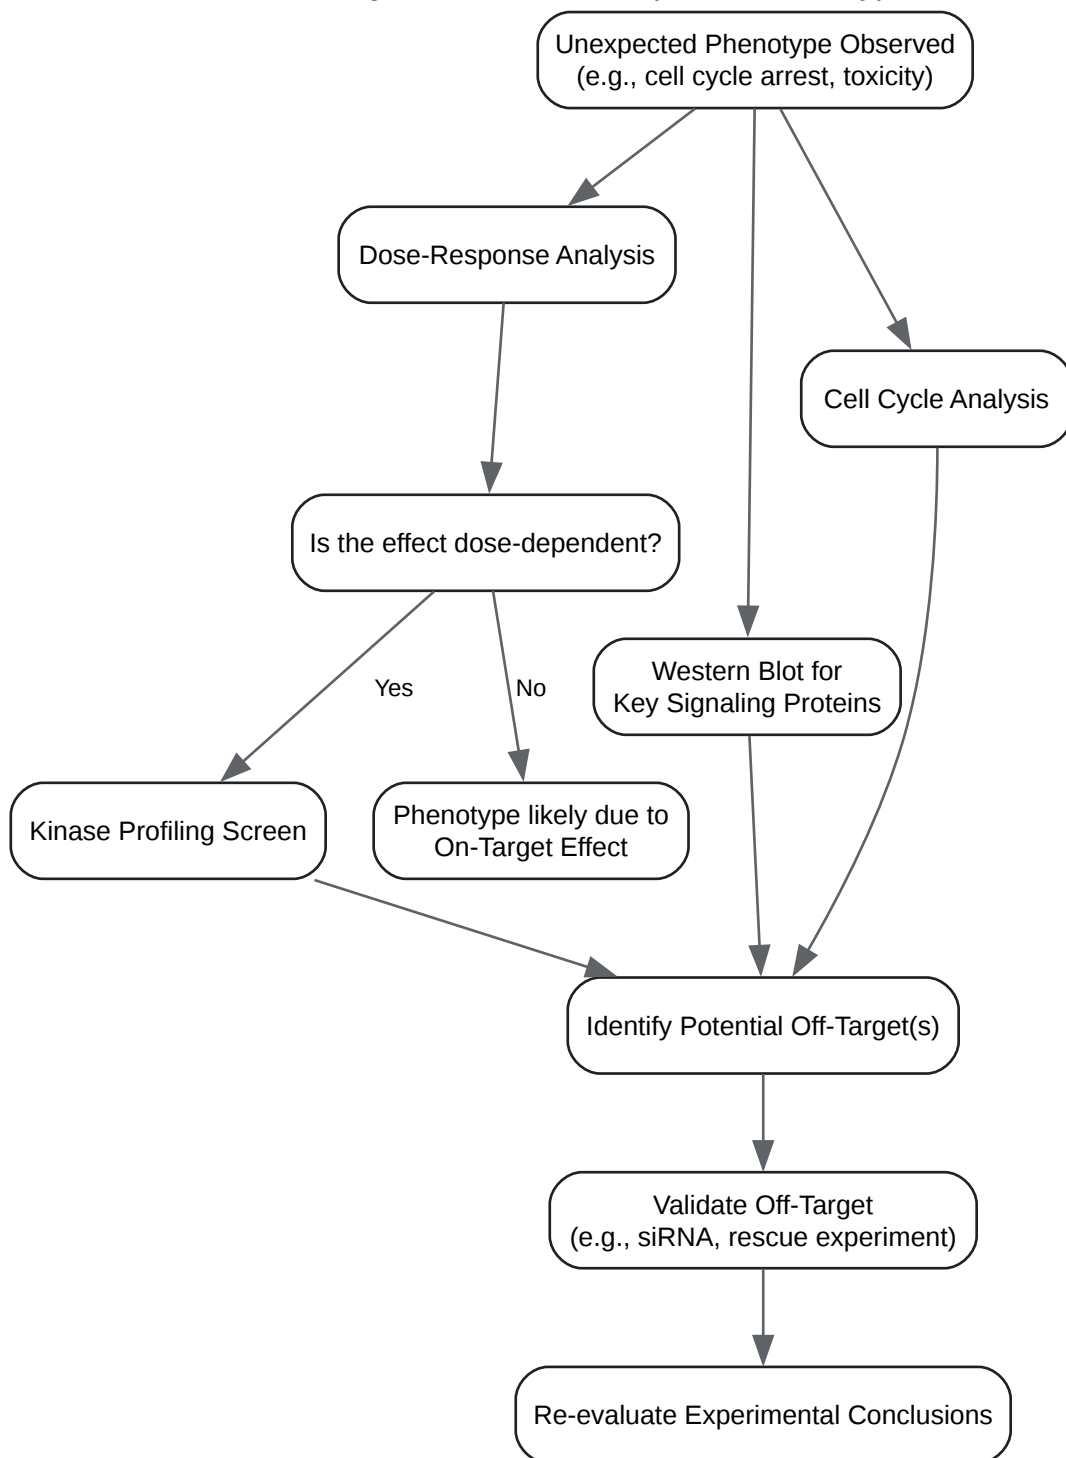 Unexpected Phenotype Observed
(e.g., cell cycle arrest, toxicity)
Dose-Response Analysis
Cell Cycle Analysis
Is the effect dose-dependent?
Western Blot for
Key Signaling Proteins
Yes
No
Kinase Profiling Screen
Phenotype likely due to
On-Target Effect
Identify Potential Off-Target(s)
Validate Off-Target
(e.g., siRNA, rescue experiment)
Re-evaluate Experimental Conclusions